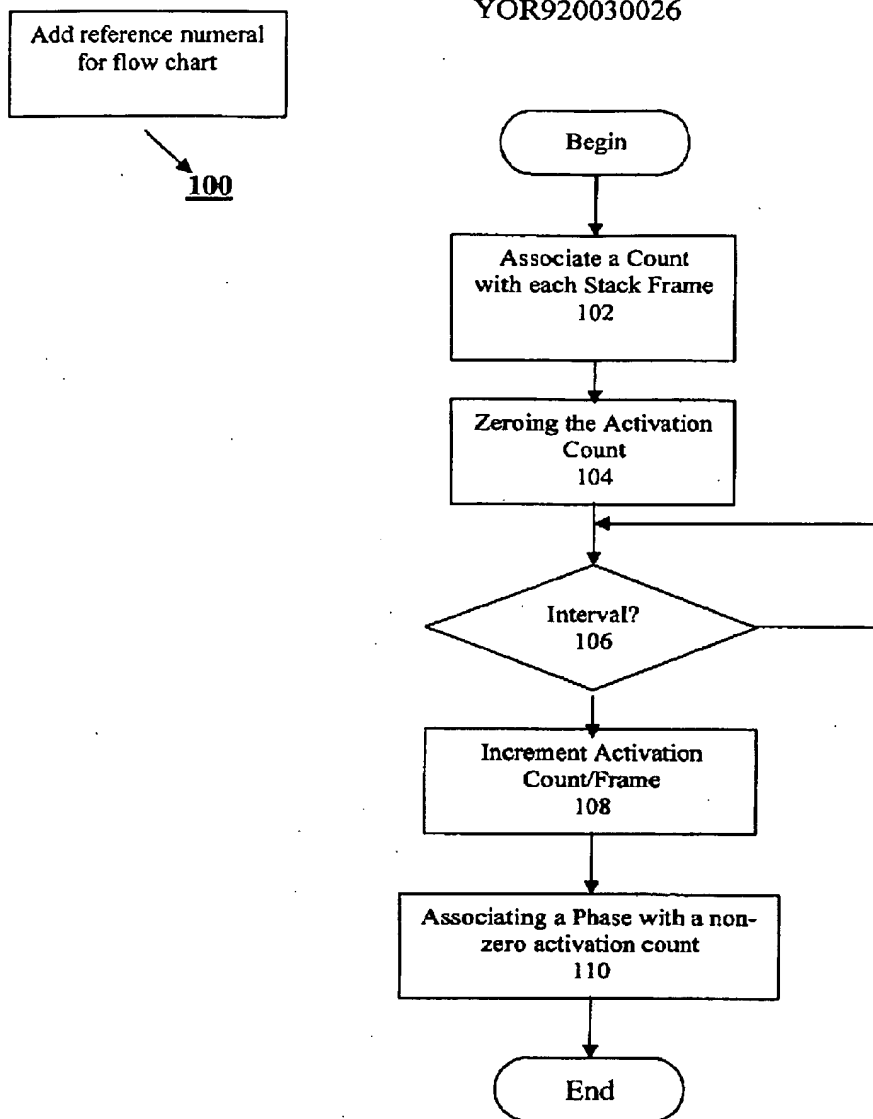 YOR920030026
Add reference numeral
for flow chart
100
Begin
Associate a Count
with each Stack Frame
102
Zeroing the Activation
Count
104
Interval?
106
Increment Activation
Count/Frame
108
Associating a Phase with a non-
zero activation count
110
End